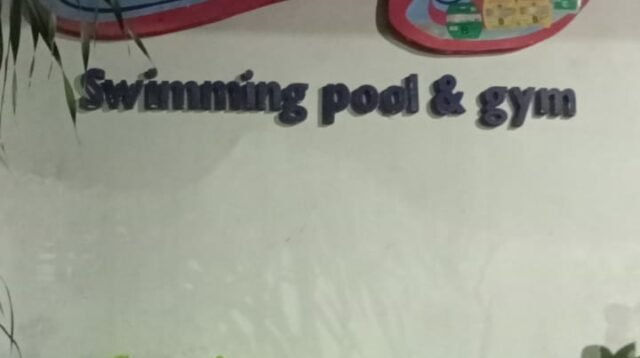 Swimming pool & gym